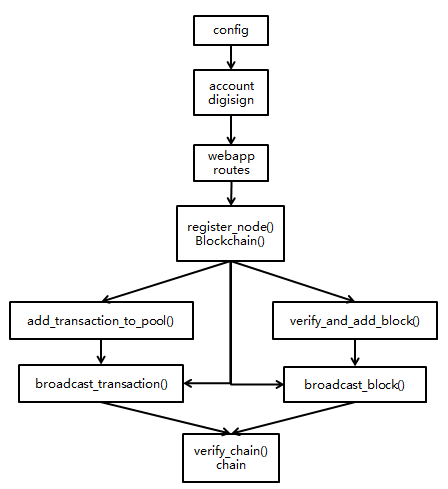 config
account
digisign
webapp
routes
register_node()
Blockchain()
add_transaction_to_pool()
verify_and_add_block()
broadcast_transaction()
broadcast_block()
verify_chain()
chain